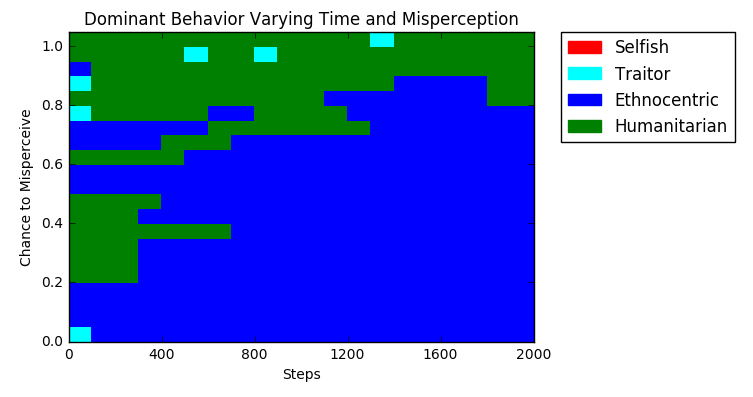 Dominant Behavior Varying Time and Misperception
Chance to Misperceive
1.0
0.8
0.6
0.4
0.2
0.0
0 400 800 1200 1600 2000
Steps
Selfish
Traitor
Ethnocentric
Humanitarian